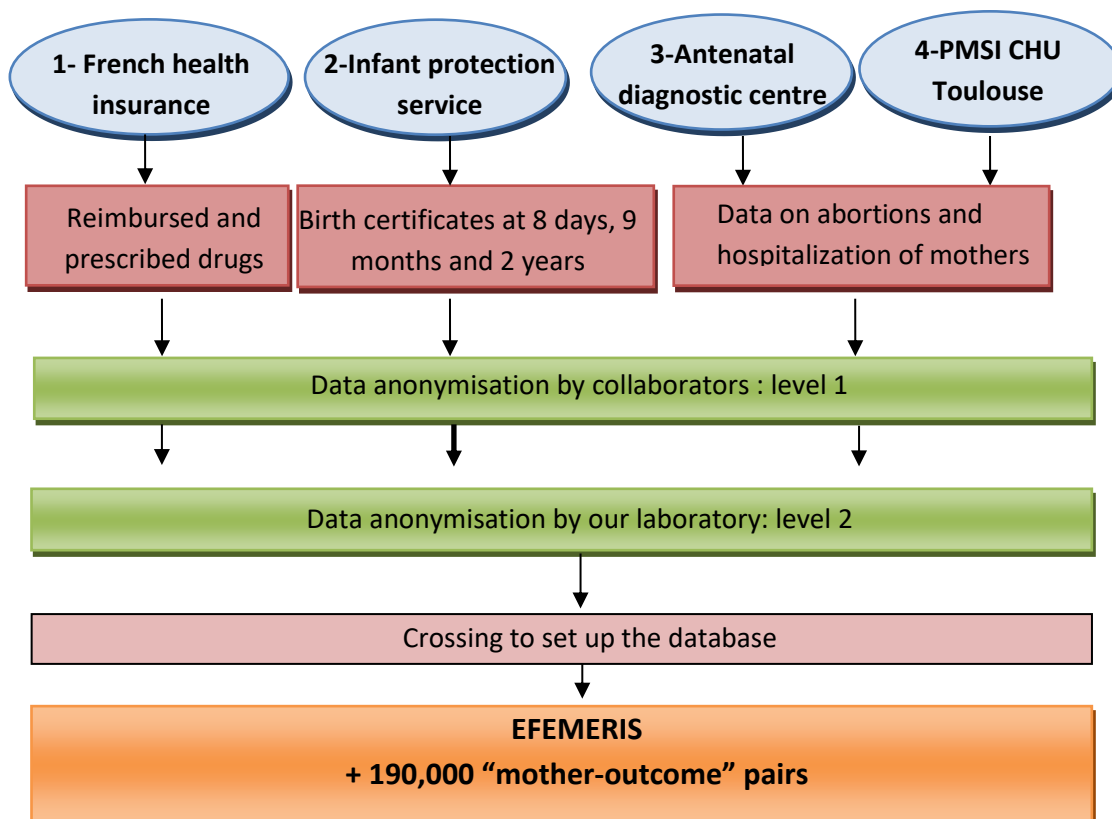 1- French health
insurance
2-Infant protection
service
3-Antenatal
diagnostic centre
4-PMSI CHU
Toulouse
Reimbursed and
prescribed drugs
Birth certificates at 8 days, 9
months and 2 years
Data on abortions and
hospitalization of mothers
Data anonymisation by collaborators : level 1
Data anonymisation by our laboratory: level 2
Crossing to set up the database
EFEMERIS
+ 190,000 “mother-outcome” pairs